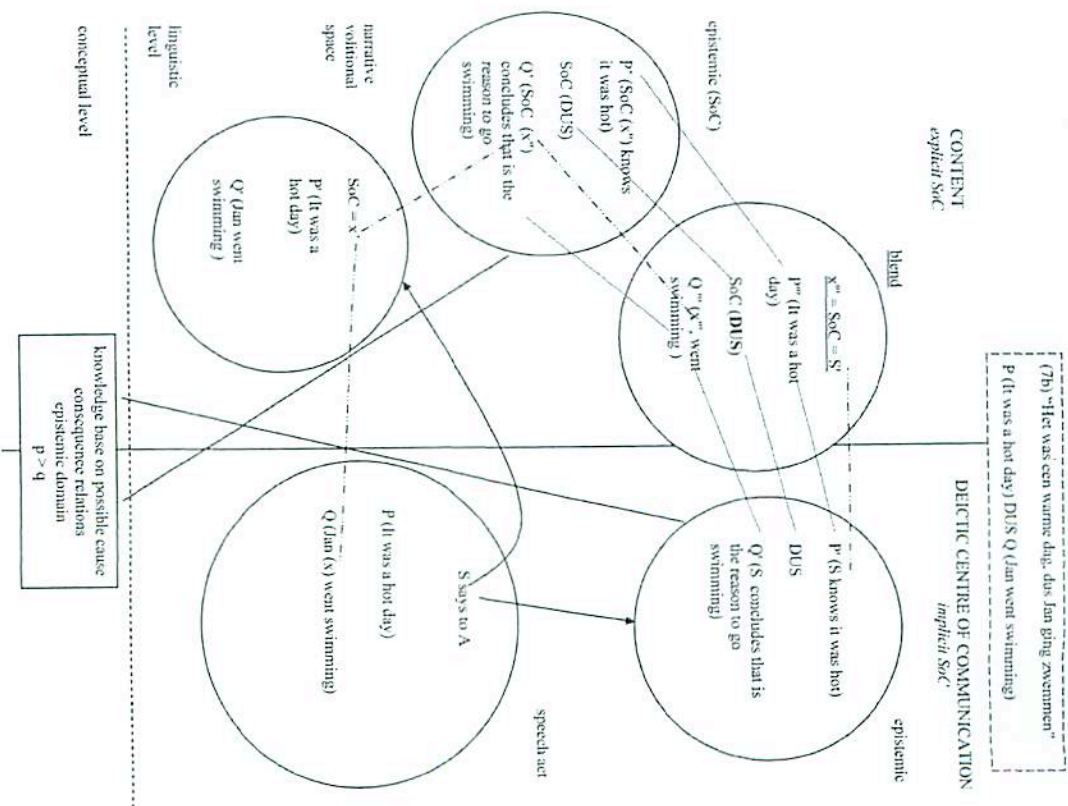 (7b) "Het was een warme dag, dus Jan ging zwemmen"
P (It was a hot day) DUS Q (Jan went swimming)
CONTENT
explicit SoC
DEICTIC CENTRE OF COMMUNICATION
implicit SoC
blend
x''' = SoC = S'
P''' (It was a hot
day)
SoC (DUS)
Q''' (x''', went
swimming )
epistemic
P' (S knows it was hot)
DUS
Q' (S concludes that is
the reason to go
swimming)
epistemic (SoC)
P' (SoC (x'') knows
it was hot)
SoC (DUS)
Q' (SoC (x'')
concludes that is the
reason to go
swimming)
speech act
S says to A
P (It was a hot day)
Q (Jan (x) went swimming)
narrative
volitional
space
SoC = x'
P' (It was a
hot day)
Q' (Jan went
swimming )
linguistic
level
conceptual level
knowledge base on possible cause
consequence relations
epistemic domain
p > q